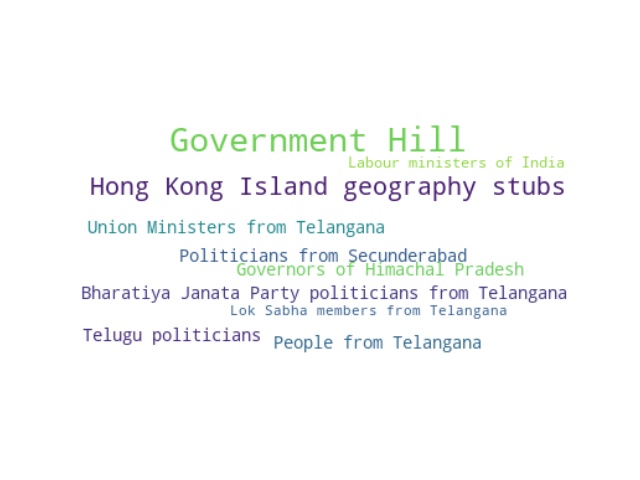 Government Hill
Labour ministers of India
Hong Kong Island geography stubs
Union Ministers from Telangana
Politicians from Secunderabad
Governors of Himachal Pradesh
Bharatiya Janata Party politicians from Telangana
Lok Sabha members from Telangana
Telugu politicians
People from Telangana